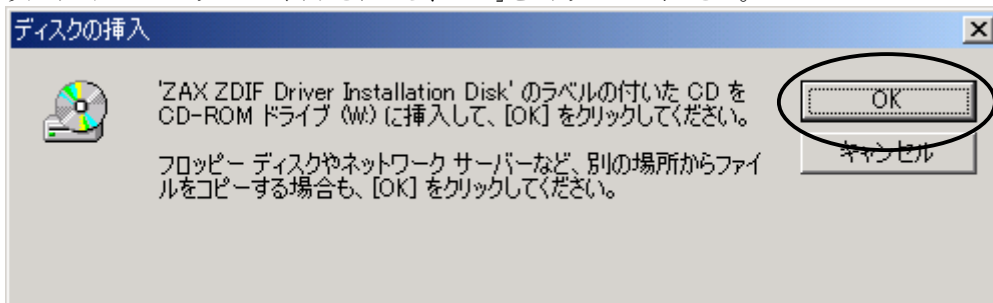 ディスクの挿入
'ZAX ZDIF Driver Installation Disk' のラベルの付いた CD を
CD-ROM ドライブ (W:) に挿入して、[OK] をクリックしてください。
フロッピー ディスクやネットワーク サーバーなど、別の場所からファイ
ルをコピーする場合も、[OK] をクリックしてください。
OK
キャンセル